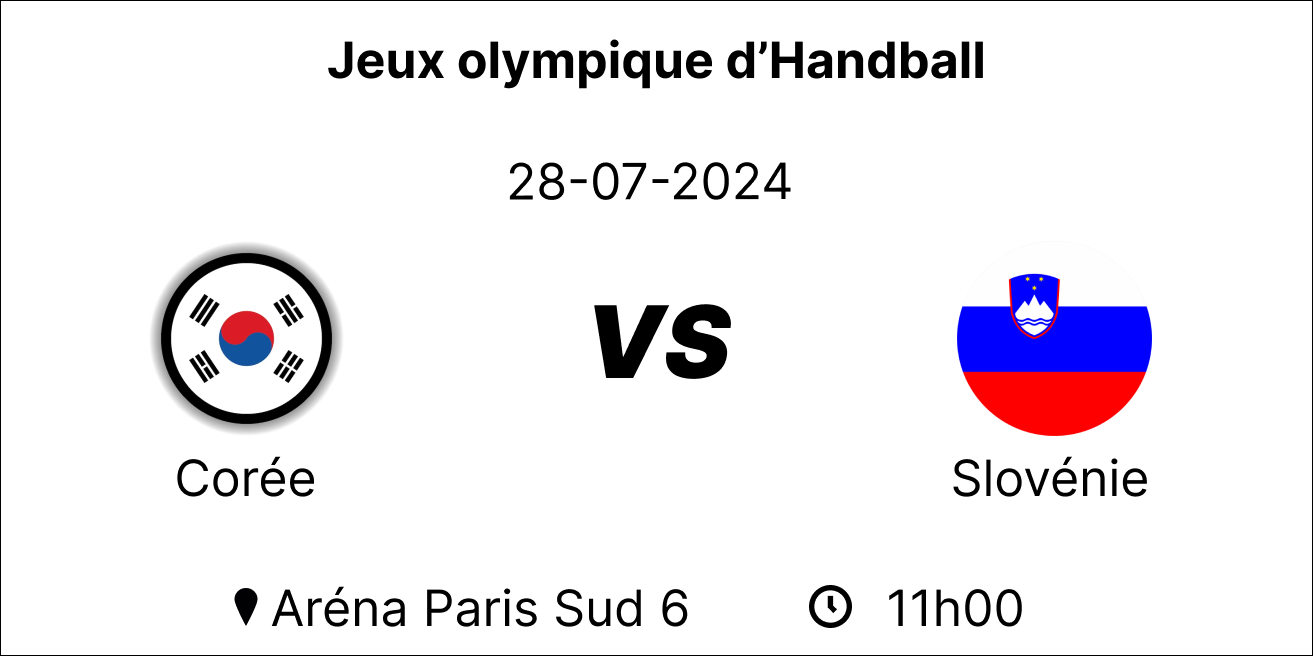 Jeux olympique d’Handball
28-07-2024
VS
Corée
Slovénie
Aréna Paris Sud 6
11h00